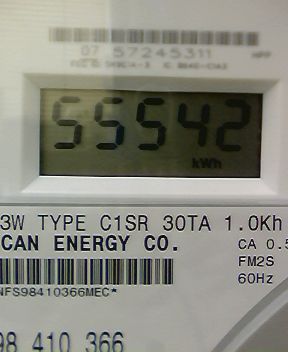 07 57245311
55542
kWh
3W TYPE C1SR 30TA 1.0Kh
CAN ENERGY CO.
CA 0.5
FM2S
60Hz
NFS98410366MEC*
98 410 366